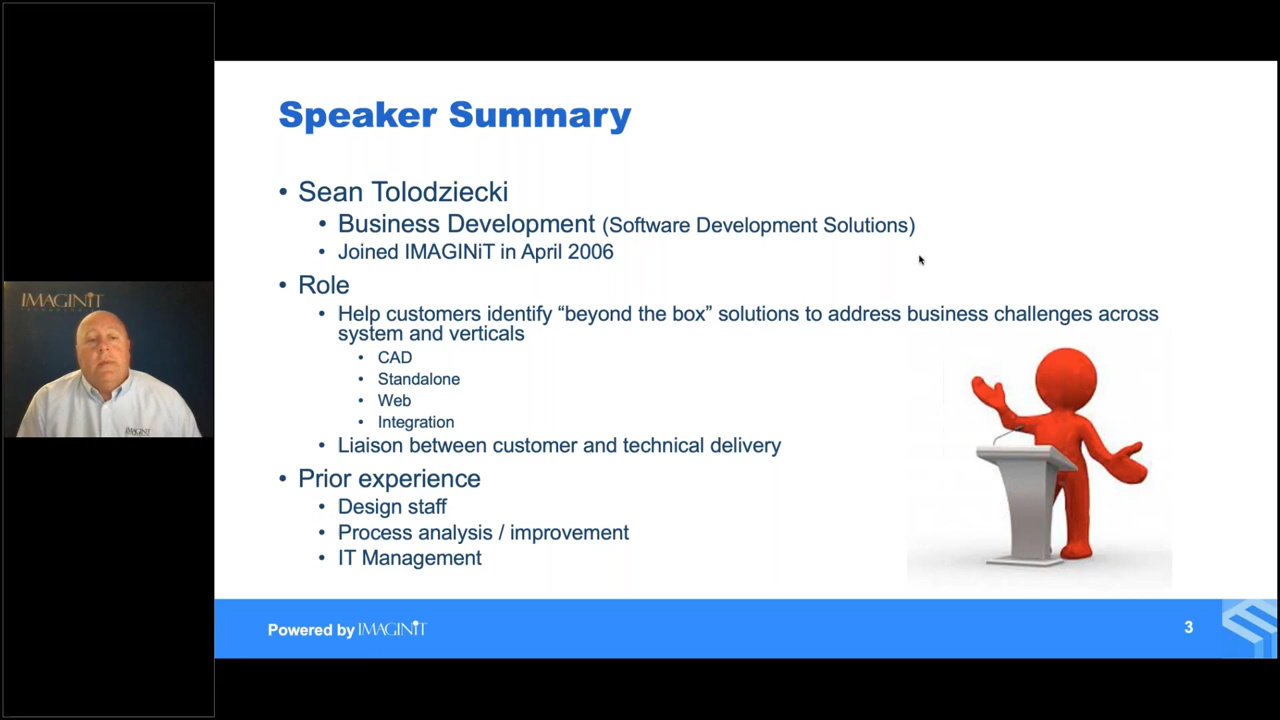 Speaker Summary
• Sean Tolodziecki
• Business Development (Software Development Solutions)
• Joined IMAGINiT in April 2006
• Role
• Help customers identify “beyond the box” solutions to address business challenges across
system and verticals
• CAD
• Standalone
• Web
• Integration
• Liaison between customer and technical delivery
• Prior experience
• Design staff
• Process analysis / improvement
• IT Management
IMAGINiT
IMAGINiT
Powered by IMAGINiT
3